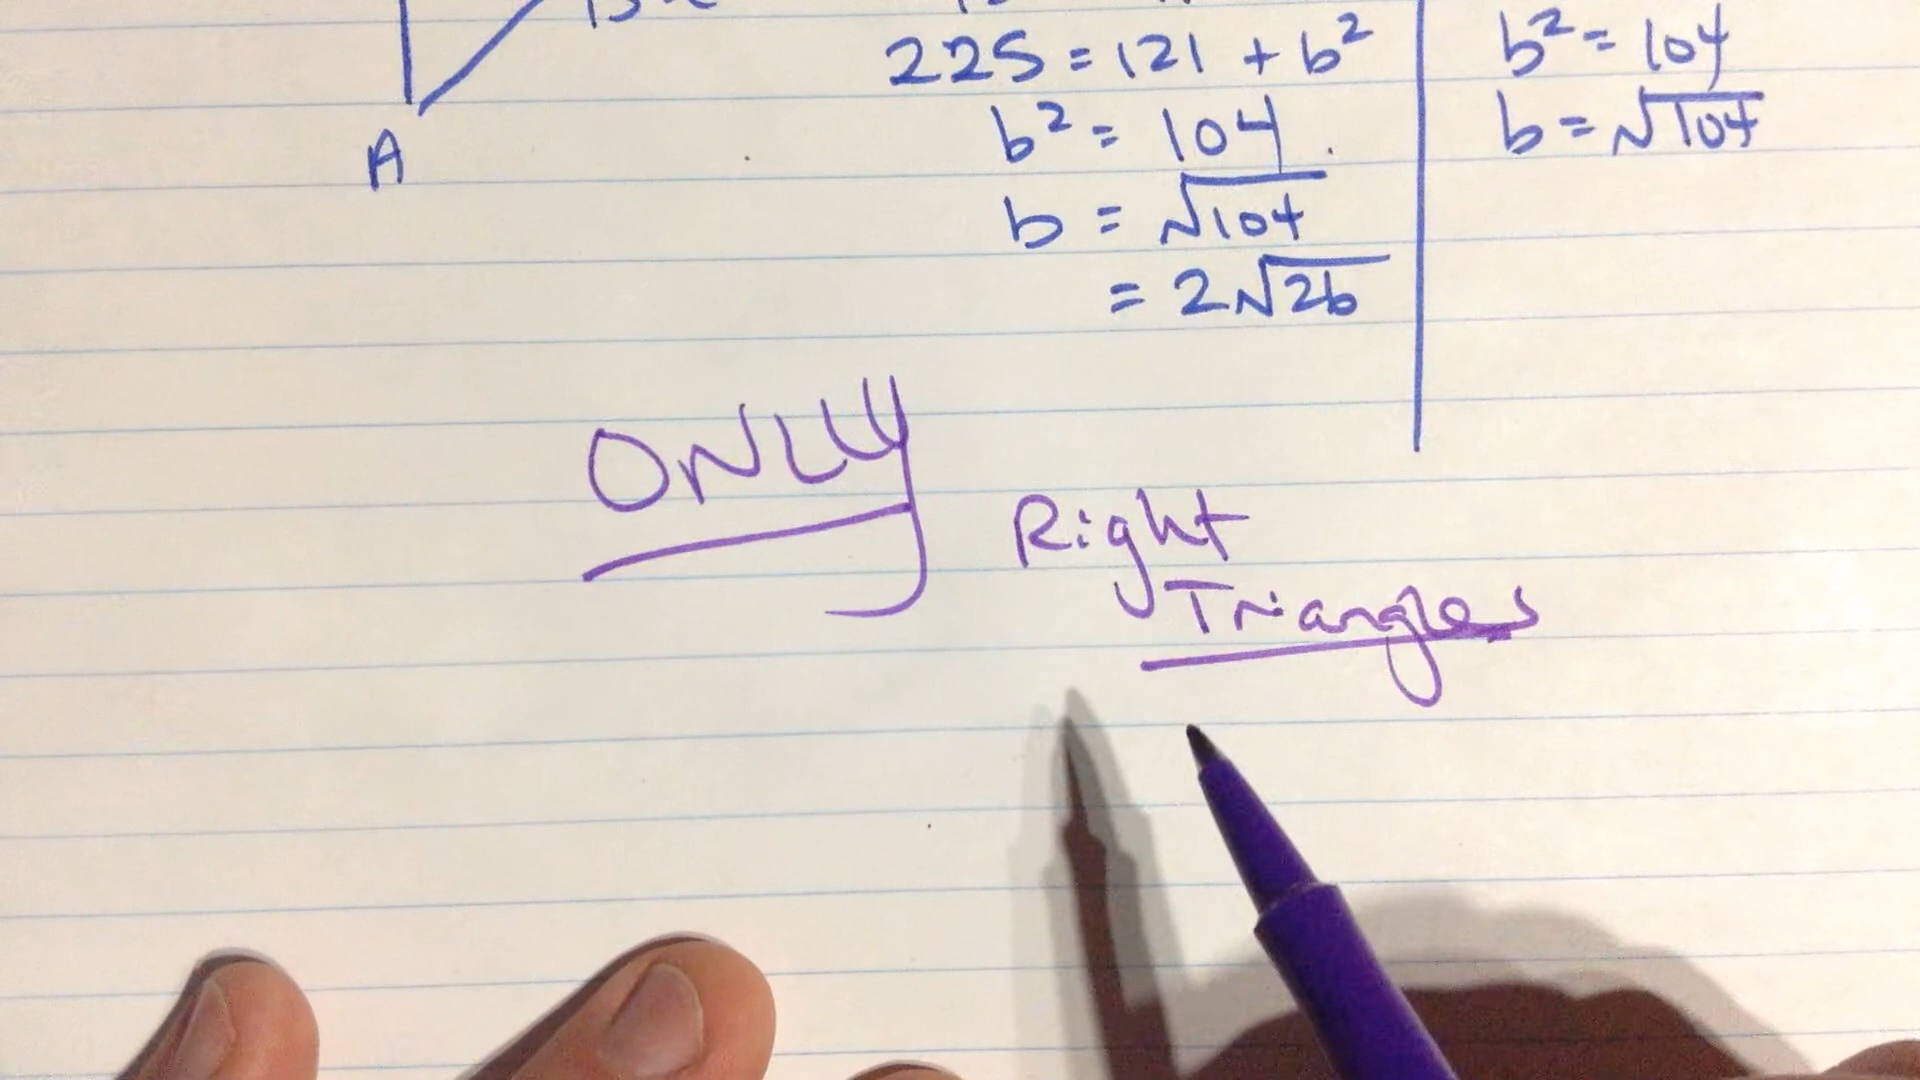 A
225 = 121 + b²
b² = 104
b = √104
= 2√26
b² = 104
b = √104
ONLY
Right
Triangles